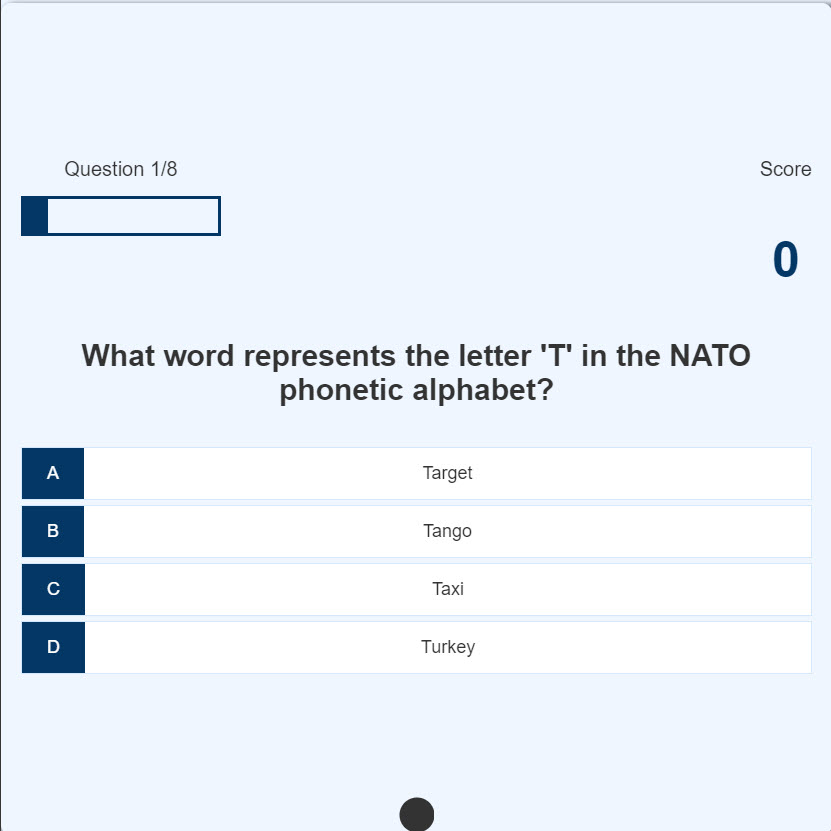 Question 1/8
Score
0
What word represents the letter 'T' in the NATO
phonetic alphabet?
A Target
B Tango
C Taxi
D Turkey